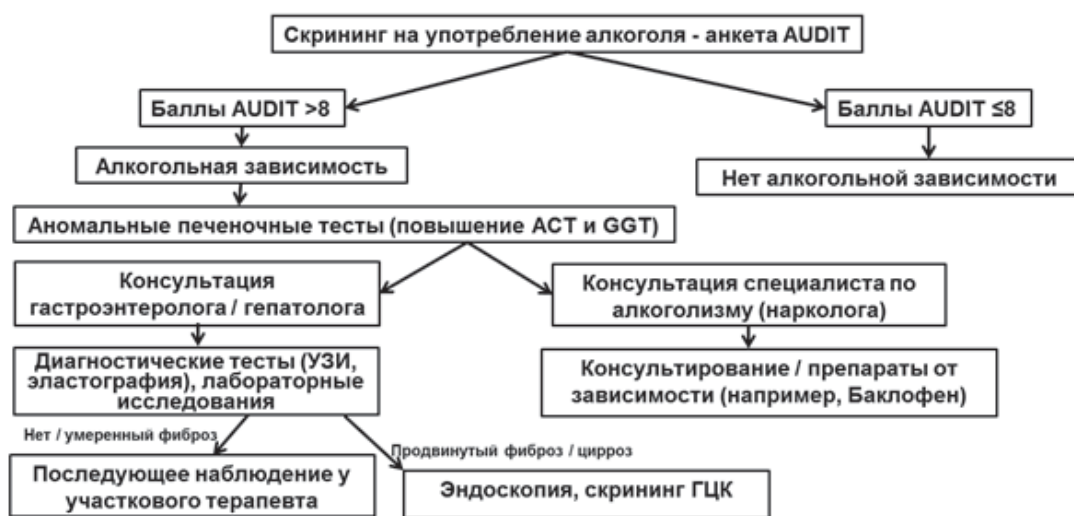 Скрининг на употребление алкоголя - анкета AUDIT
Баллы AUDIT >8
Баллы AUDIT ≤8
Алкогольная зависимость
Нет алкогольной зависимости
Аномальные печеночные тесты (повышение АСТ и GGT)
Консультация
гастроэнтеролога / гепатолога
Консультация специалиста по
алкоголизму (нарколога)
Диагностические тесты (УЗИ,
эластография), лабораторные
исследования
Консультирование / препараты от
зависимости (например, Баклофен)
Нет / умеренный фиброз
Продвинутый фиброз / цирроз
Последующее наблюдение у
участкового терапевта
Эндоскопия, скрининг ГЦК